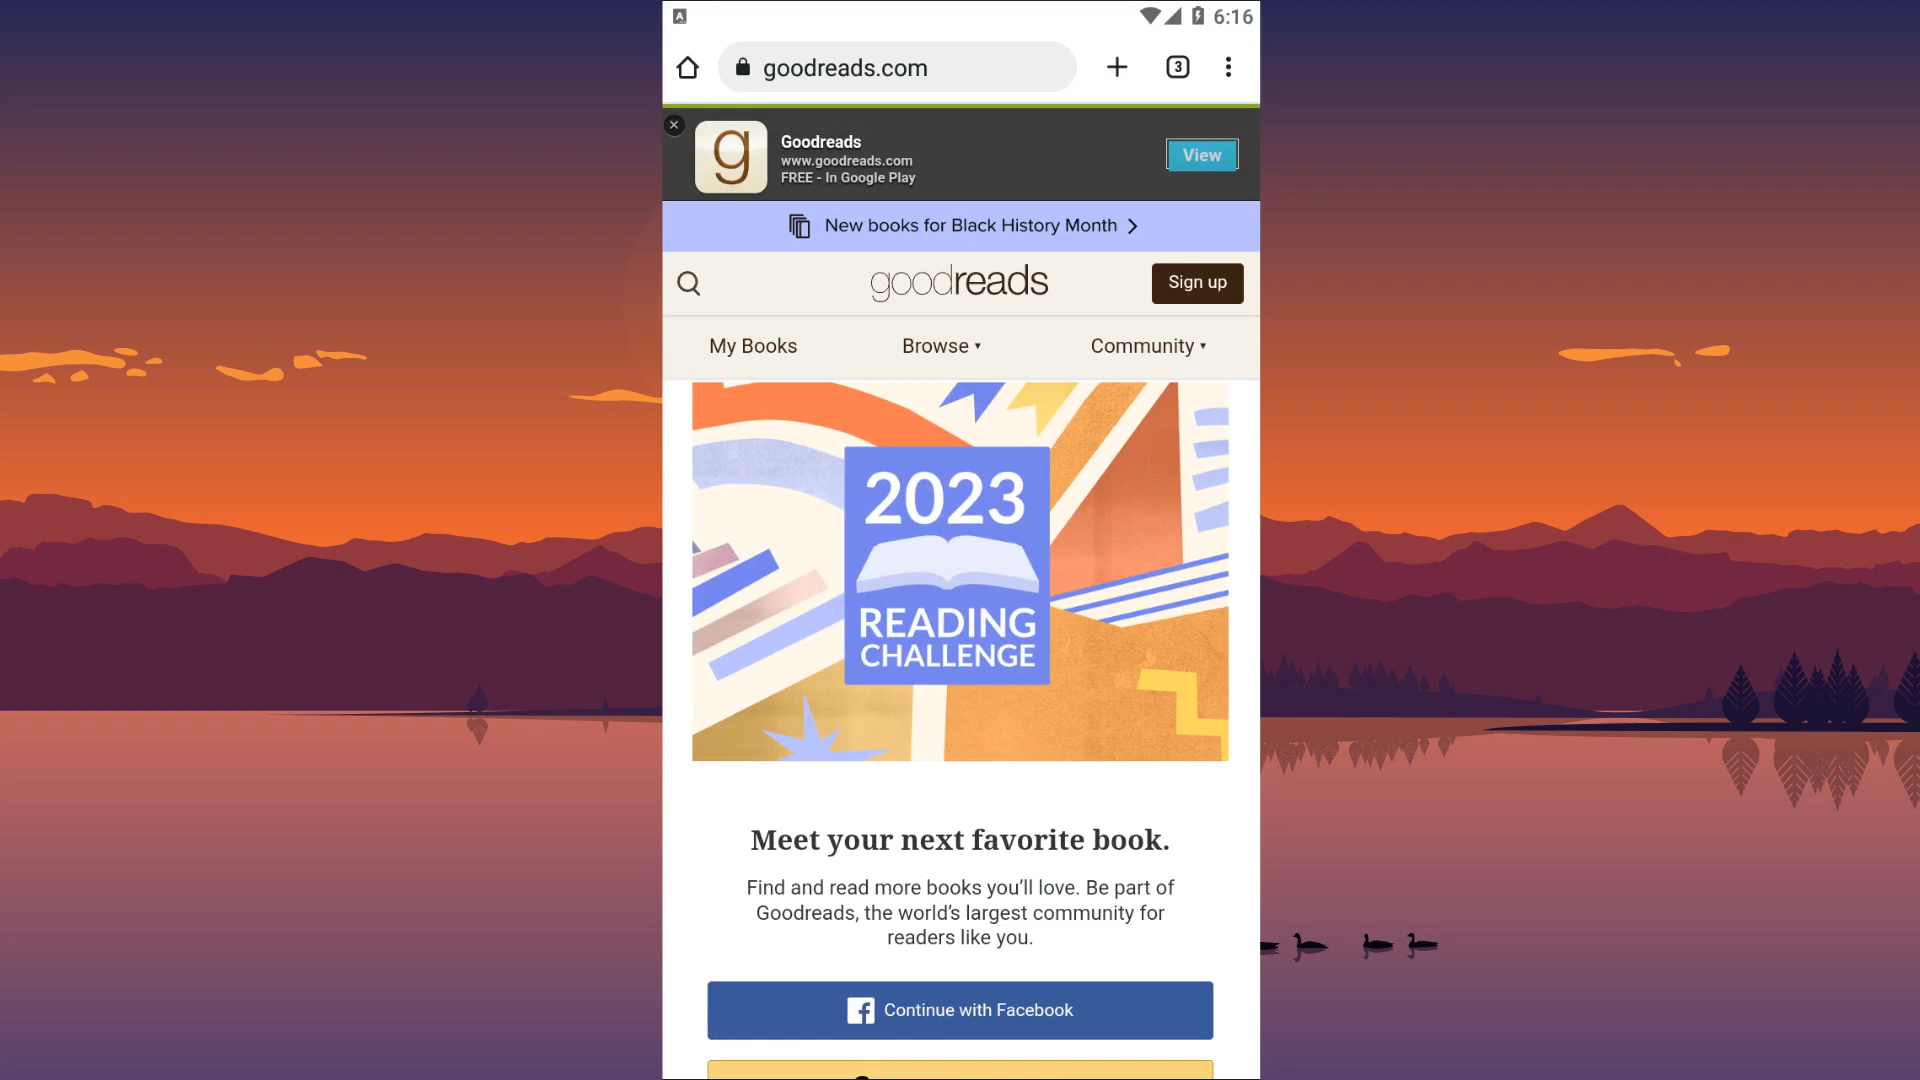 A
6:16
goodreads.com
3
g
Goodreads
www.goodreads.com
FREE - In Google Play
View
New books for Black History Month
goodreads
Sign up
My Books
Browse
Community
2023
READING
CHALLENGE
Meet your next favorite book.
Find and read more books you’ll love. Be part of
Goodreads, the world’s largest community for
readers like you.
f
Continue with Facebook